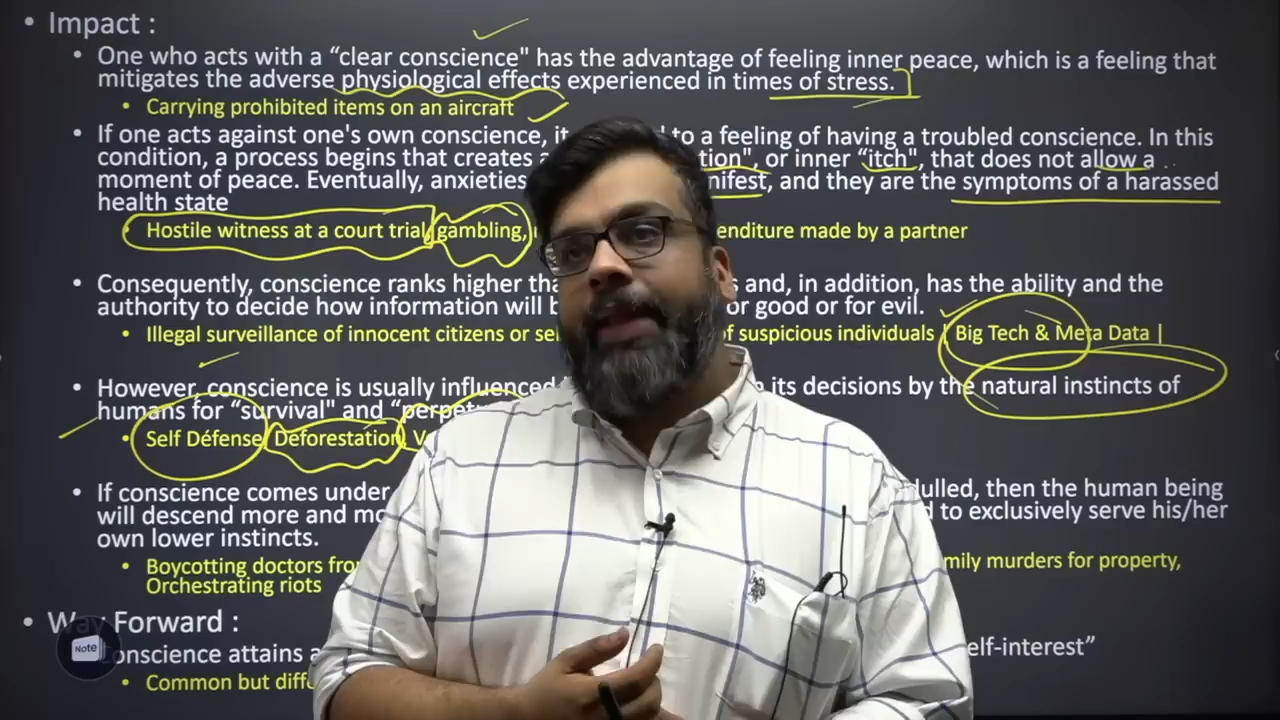 • Impact :
• One who acts with a “clear conscience" has the advantage of feeling inner peace, which is a feeling that
mitigates the adverse physiological effects experienced in times of stress.
• Carrying prohibited items on an aircraft
• If one acts against one's own conscience, it to a feeling of having a troubled conscience. In this
condition, a process begins that creates tion", or inner “itch", that does not allow a
moment of peace. Eventually, anxieties nifest, and they are the symptoms of a harassed
health state
• Hostile witness at a court trial, gambling, enditure made by a partner
• Consequently, conscience ranks higher and, in addition, has the ability and the
authority to decide how information will or good or for evil.
• Illegal surveillance of innocent citizens or of suspicious individuals | Big Tech & Meta Data |
• However, conscience is usually influenced its decisions by the natural instincts of
humans for “survival" and
• Self Défense, Deforestation,
• If conscience comes under dulled, then the human being
will descend more and to exclusively serve his/her
own lower instincts.
• Boycotting doctors murders for property,
Orchestrating riots
• Way Forward :
Conscience attains elf-interest”
• Common but
Note